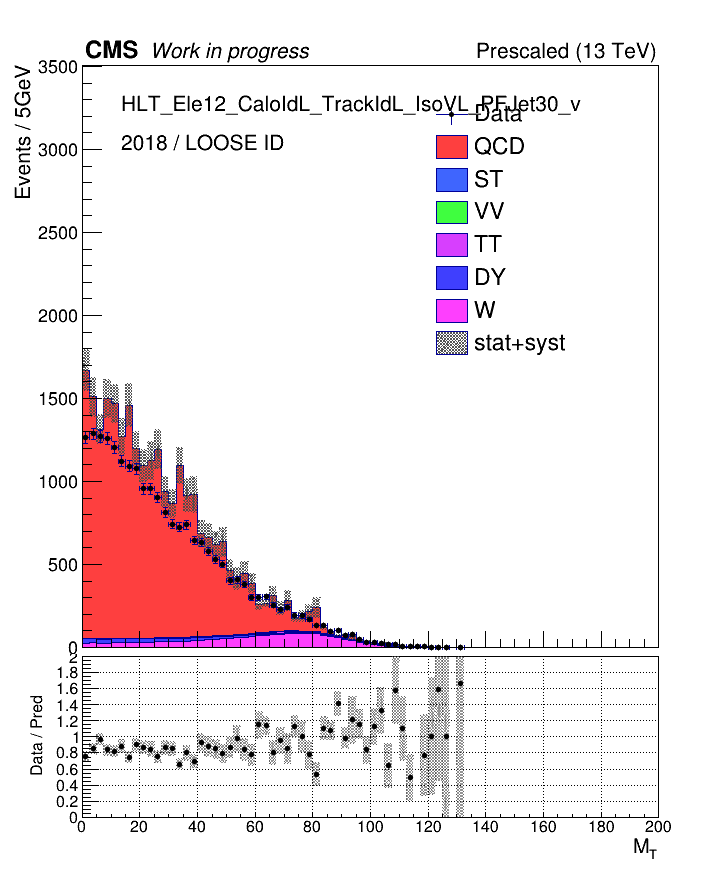 CMS Work in progress Prescaled (13 TeV)
Events / 5GeV
3500
3000
2500
2000
1500
1000
500
0
HLT_Ele12_CaloIdL_TrackIdL_IsoVL_PFJet30_v
2018 / LOOSE ID
Data
QCD
ST
VV
TT
DY
W
stat+syst
Data / Pred
2
1.8
1.6
1.4
1.2
1
0.8
0.6
0.4
0.2
0
0 20 40 60 80 100 120 140 160 180 200
M_T